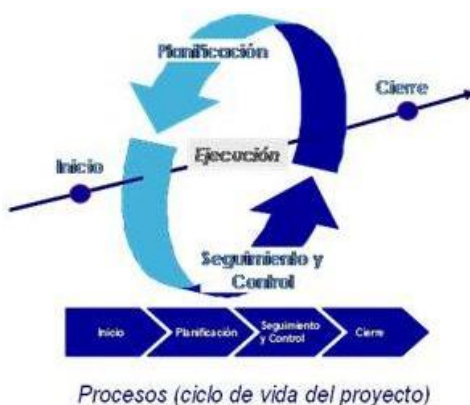 Planificación
Cierre
Ejecución
Inicio
Seguimiento y
Control
Inicio
Planificación
Seguimiento
y Control
Cierre
Procesos (ciclo de vida del proyecto)